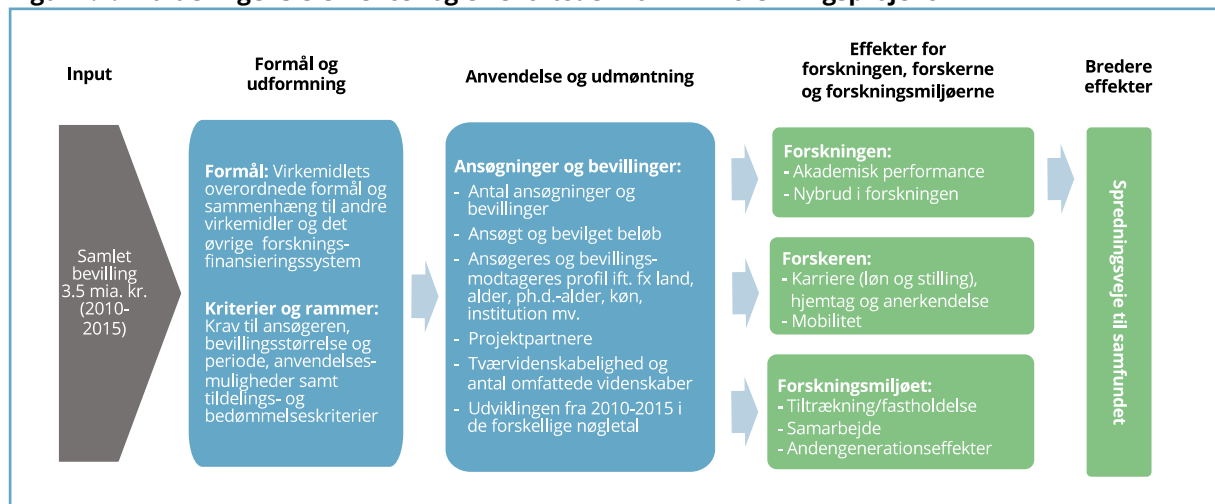 Input
Formål og
udformning
Anvendelse og udmøntning
Effekter for
forskningen, forskerne
og forskningsmiljøerne
Bredere
effekter
Samlet
bevilling
3.5 mia. kr.
(2010-
2015)
Formål: Virkemidlets
overordnede formål og
sammenhæng til andre
virkemidler og det
øvrige forsknings-
finansieringssystem
Kriterier og rammer:
Krav til ansøgeren,
bevillingsstørrelse og
periode, anvendelses-
muligheder samt
tildelings- og
bedømmelseskriterier
Ansøgninger og bevillinger:
- Antal ansøgninger og
bevillinger
- Ansøgt og bevilget beløb
- Ansøgeres og bevillings-
modtageres profil ift. fx land,
alder, ph.d.-alder, køn,
institution mv.
- Projektpartnere
- Tværvidenskabelighed og
antal omfattede videnskaber
- Udviklingen fra 2010-2015 i
de forskellige nøgletal
Forskningen:
- Akademisk performance
- Nybrud i forskningen
Forskeren:
- Karriere (løn og stilling),
hjemtag og anerkendelse
- Mobilitet
Forskningsmiljøet:
- Tiltrækning/fastholdelse
- Samarbejde
- Andengenerationseffekter
Spredningsveje til samfundet